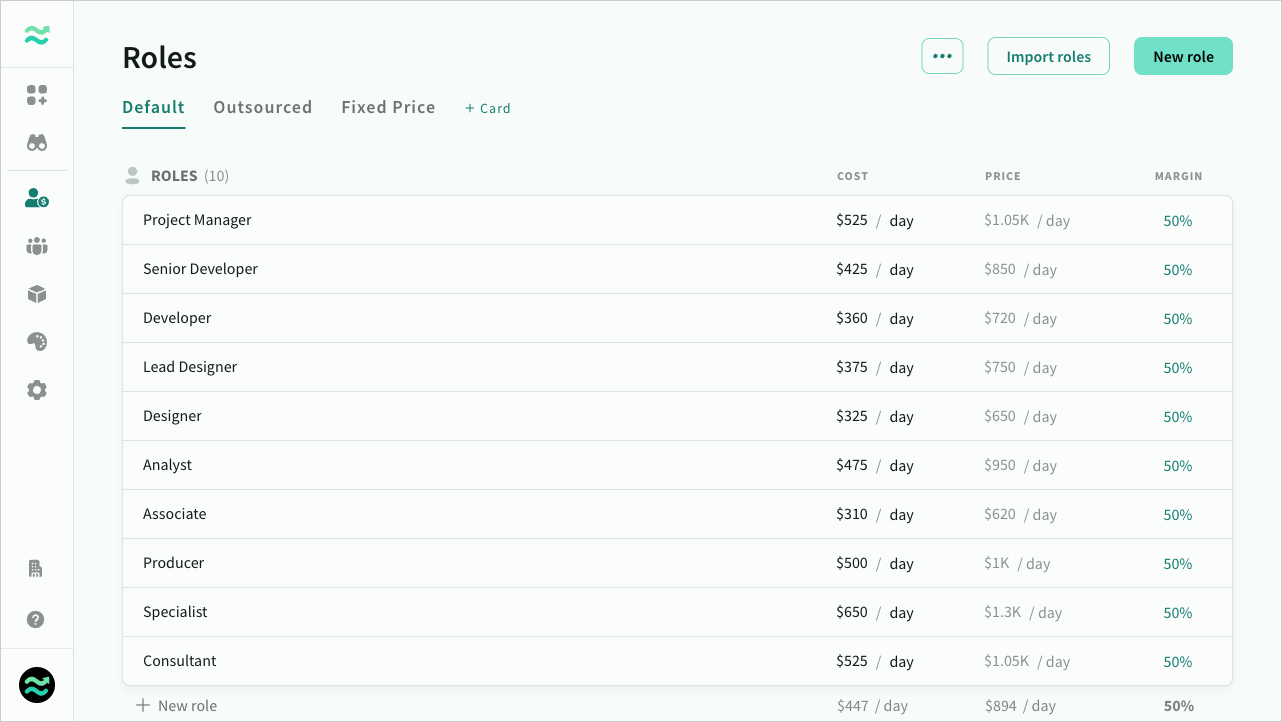 Roles
••• Import roles New role
Default Outsourced Fixed Price + Card
ROLES (10) COST PRICE MARGIN
Project Manager $525 / day $1.05K / day 50%
Senior Developer $425 / day $850 / day 50%
Developer $360 / day $720 / day 50%
Lead Designer $375 / day $750 / day 50%
Designer $325 / day $650 / day 50%
Analyst $475 / day $950 / day 50%
Associate $310 / day $620 / day 50%
Producer $500 / day $1K / day 50%
Specialist $650 / day $1.3K / day 50%
Consultant $525 / day $1.05K / day 50%
+ New role $447 / day $894 / day 50%